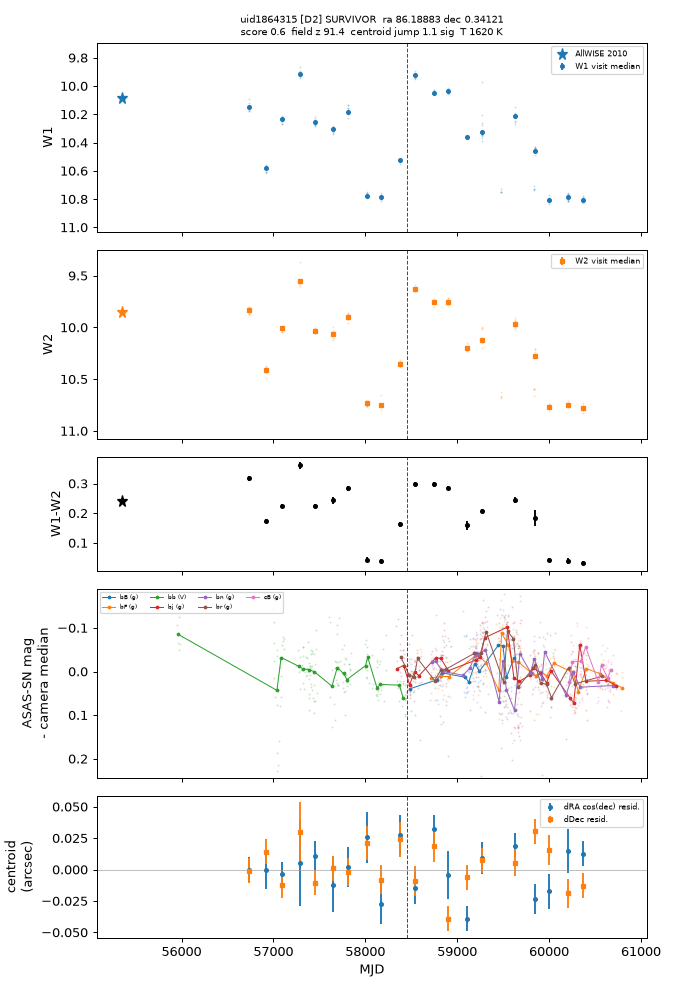 uid1864315 [D2] SURVIVOR ra 86.18883 dec 0.34121
score 0.6 field z 91.4 centroid jump 1.1 sig T 1620 K
AllWISE 2010
W1 visit median
9.8
10.0
10.2
10.4
10.6
10.8
11.0
W1
W2 visit median
9.5
10.0
10.5
11.0
W2
0.3
0.2
0.1
W1-W2
bB (g)
bF (g)
bb (V)
bj (g)
bn (g)
br (g)
cB (g)
−0.1
0.0
0.1
0.2
ASAS-SN mag
- camera median
dRA cos(dec) resid.
dDec resid.
0.050
0.025
0.000
−0.025
−0.050
centroid
(arcsec)
56000
57000
58000
59000
60000
61000
MJD